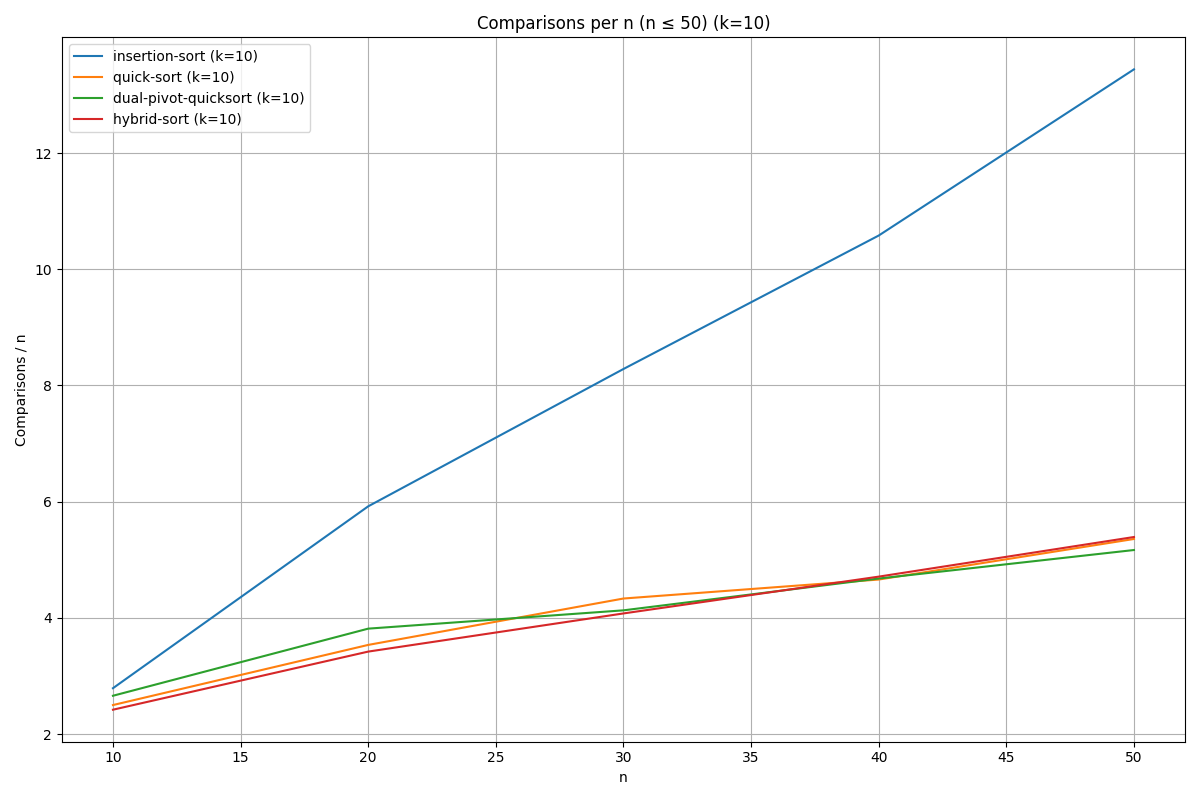 Comparisons per n (n ≤ 50) (k=10)
insertion-sort (k=10)
quick-sort (k=10)
dual-pivot-quicksort (k=10)
hybrid-sort (k=10)
Comparisons / n
12
10
8
6
4
2
10 15 20 25 30 35 40 45 50
n